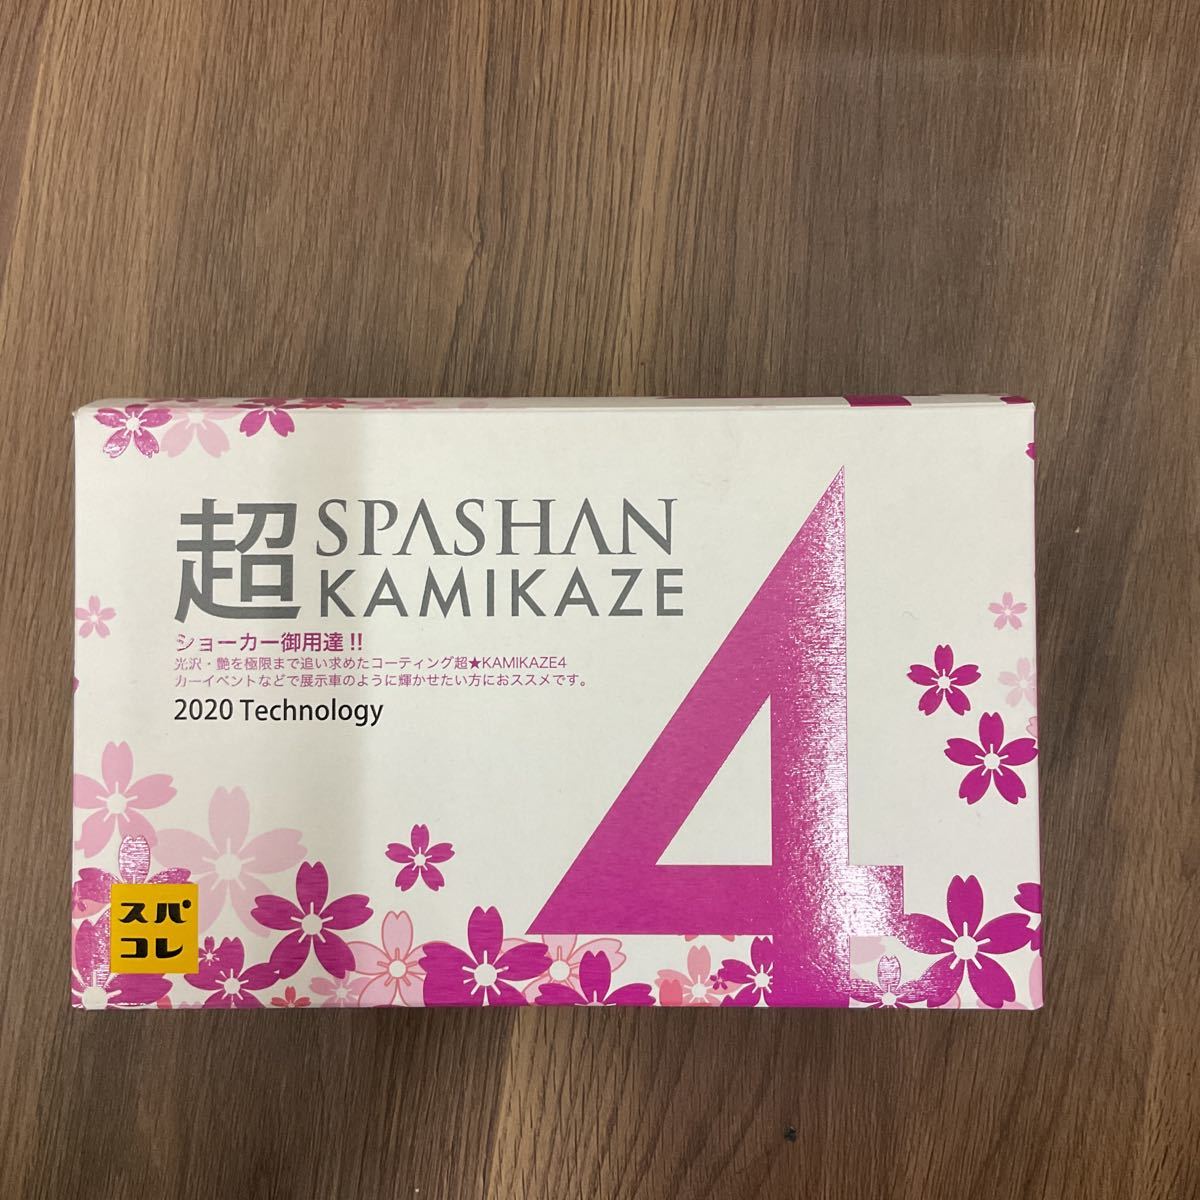 超 SPASHAN
KAMIKAZE
4
ショーカー御用達!!
光沢・艶を極限まで追い求めたコーティング超★KAMIKAZE4
カーイベントなどで展示車のように輝かせたい方におススメです。
2020 Technology
スパ
コレ